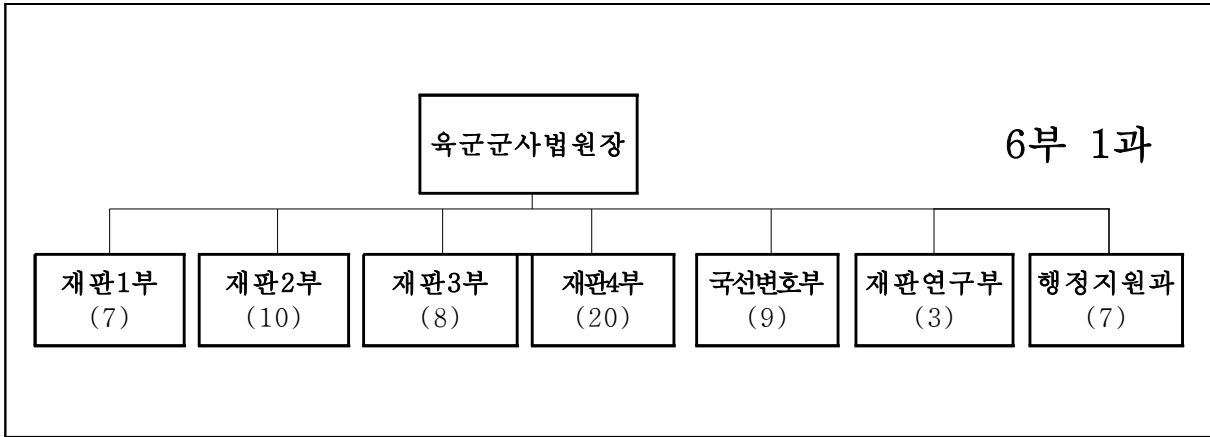 육군군사법원장
6부 1과
재판1부
(7)
재판2부
(10)
재판3부
(8)
재판4부
(20)
국선변호부
(9)
재판연구부
(3)
행정지원과
(7)